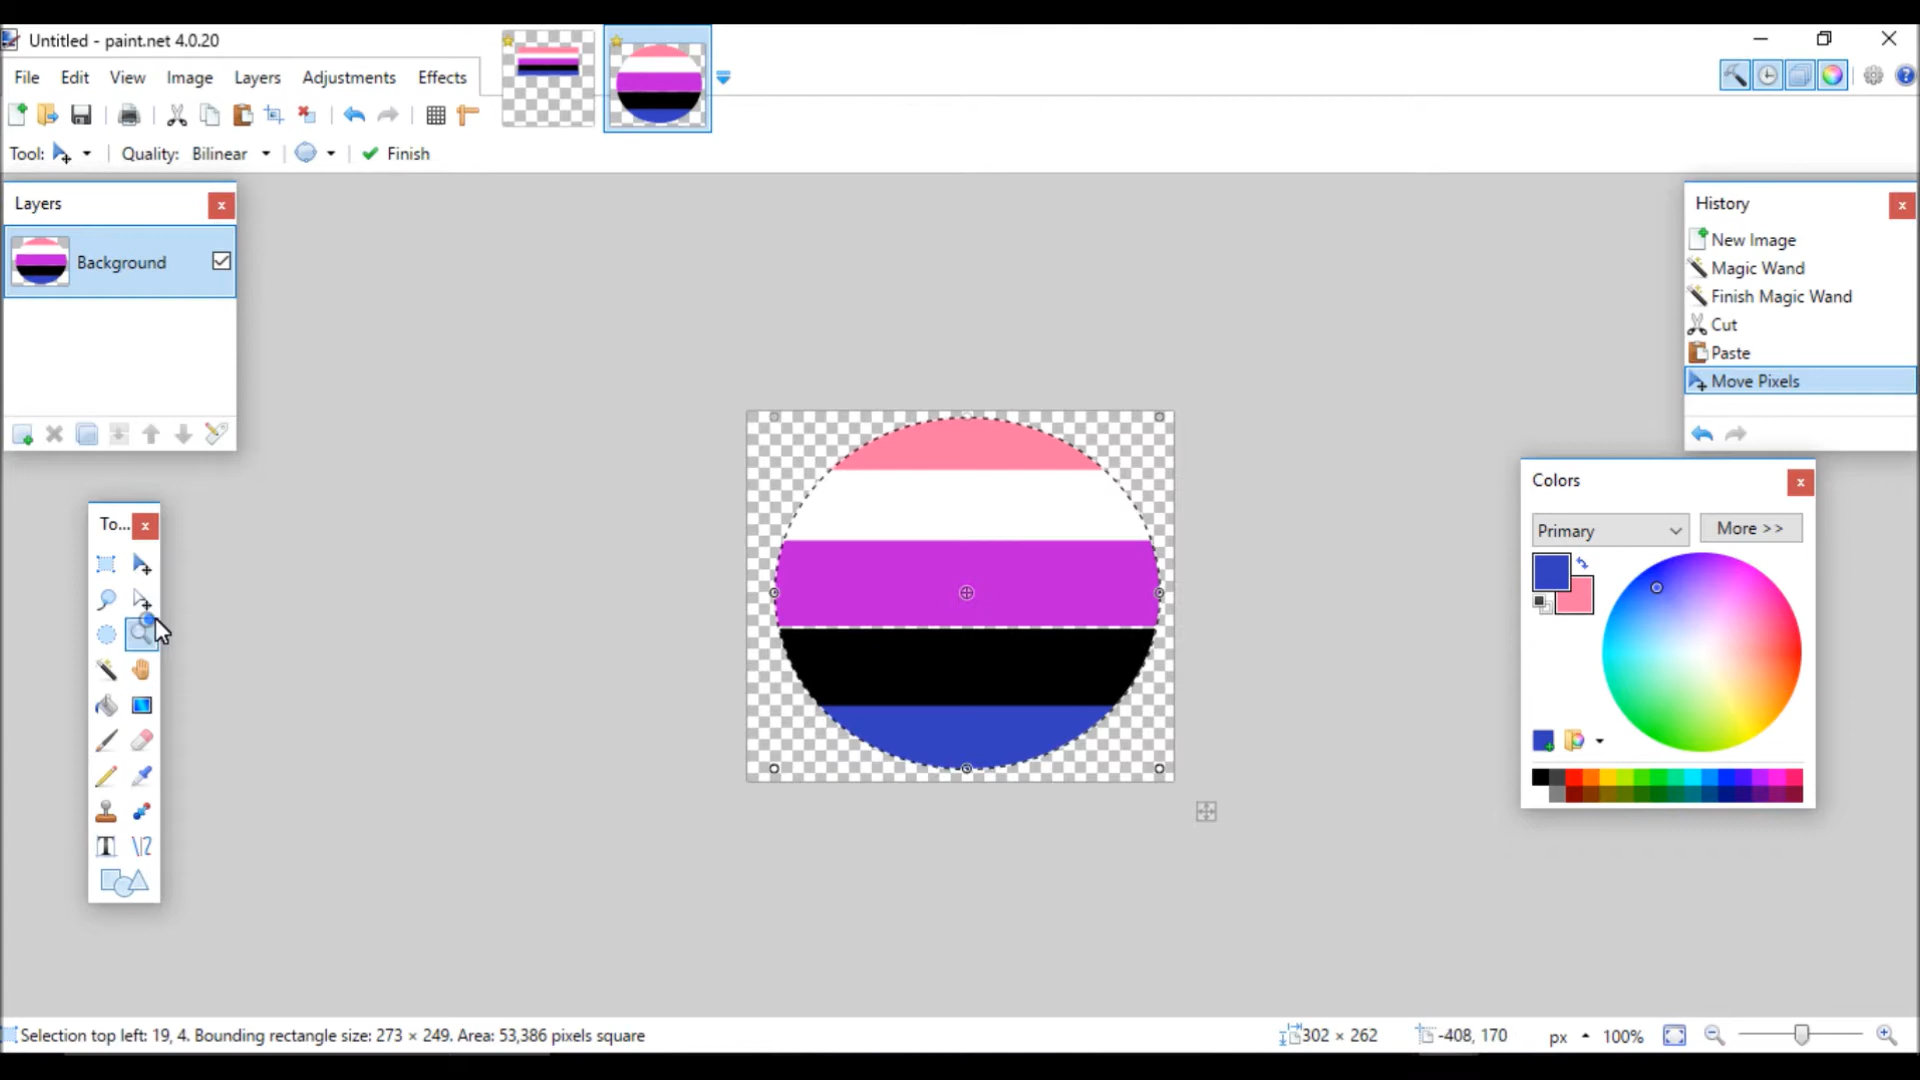 Untitled - paint.net 4.0.20
File Edit View Image Layers Adjustments Effects
Tool: Quality: Bilinear Finish
Layers
Background
To...
History
New Image
Magic Wand
Finish Magic Wand
Cut
Paste
Move Pixels
Colors
Primary More >>
Selection top left: 19, 4. Bounding rectangle size: 273 × 249. Area: 53,386 pixels square 302 × 262 -408, 170 px 100%